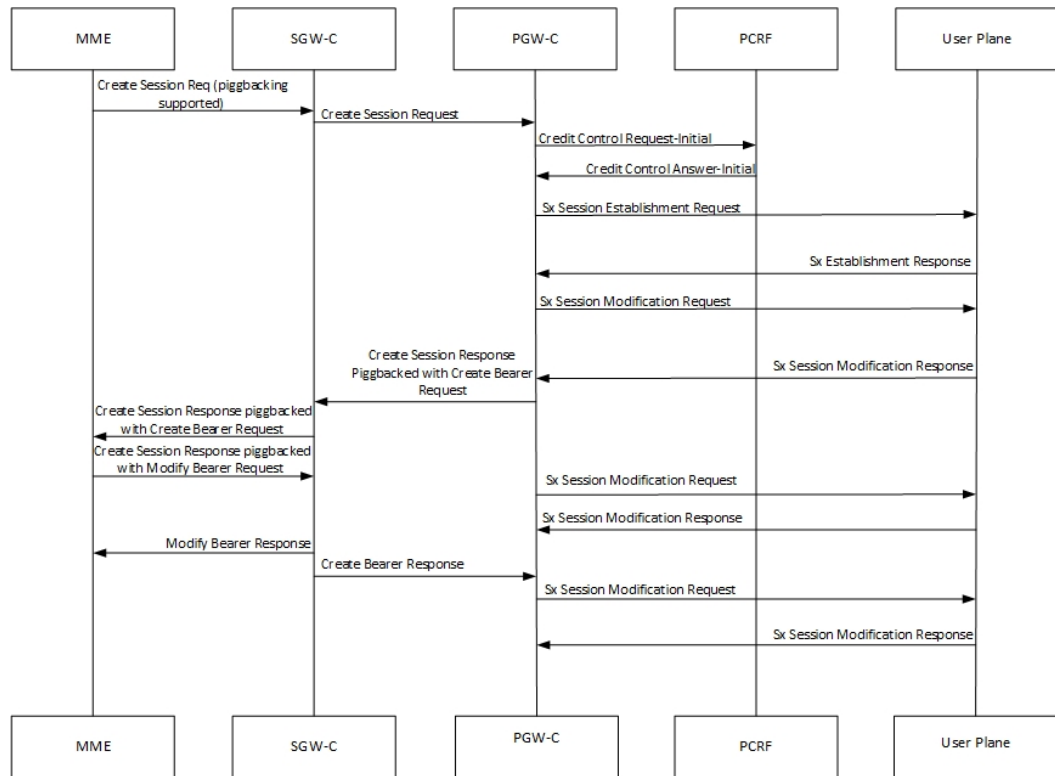 MME
SGW-C
PGW-C
PCRF
User Plane
Create Session Req (piggbacking
supported)
Create Session Request
Credit Control Request-Initial
Credit Control Answer-Initial
Sx Session Establishment Request
Sx Establishment Response
Sx Session Modification Request
Create Session Response
Piggbacked with Create Bearer
Request
Sx Session Modification Response
Create Session Response piggbacked
with Create Bearer Request
Create Session Response piggbacked
with Modify Bearer Request
Sx Session Modification Request
Sx Session Modification Response
Modify Bearer Response
Create Bearer Response
Sx Session Modification Request
Sx Session Modification Response
MME
SGW-C
PGW-C
PCRF
User Plane